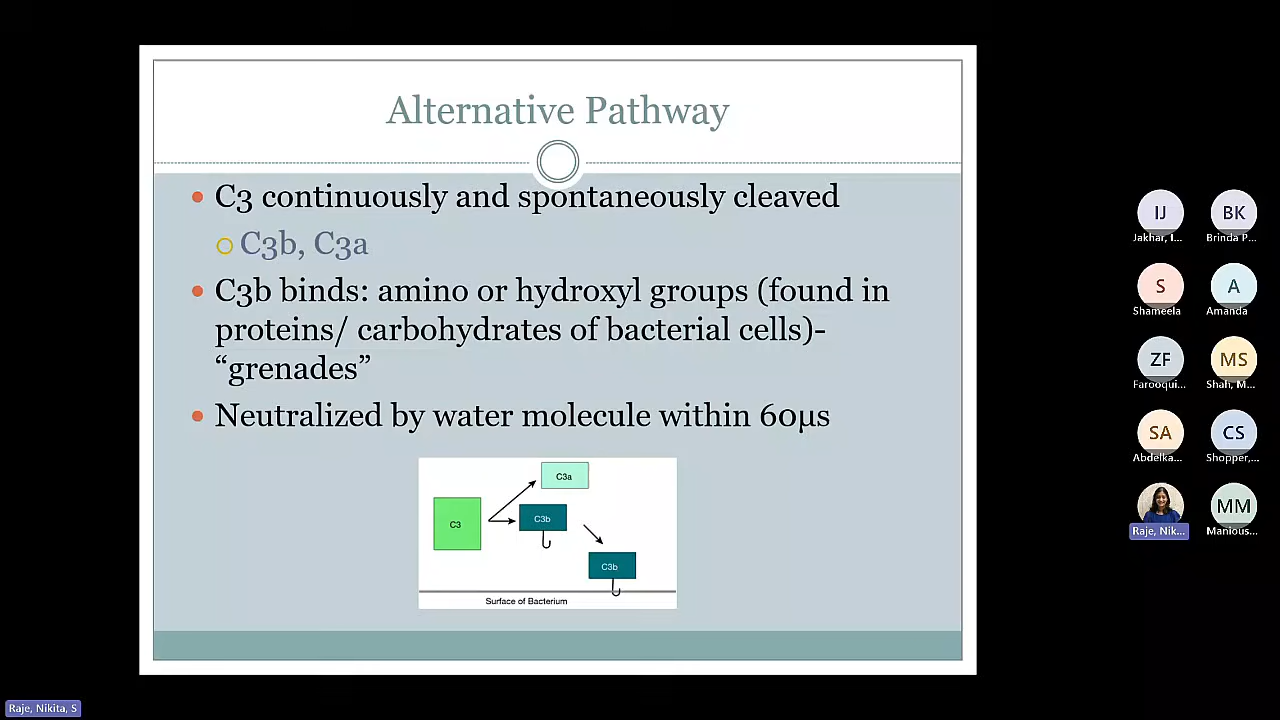 Alternative Pathway
C3 continuously and spontaneously cleaved
C3b, C3a
C3b binds: amino or hydroxyl groups (found in
proteins/ carbohydrates of bacterial cells)-
“grenades”
Neutralized by water molecule within 60µs
C3a
C3
C3b
C3b
Surface of Bacterium
IJ
BK
Jakhar, I...
Brinda P...
S
A
Shameela
Amanda
ZF
MS
Farooqui...
Shah, M...
SA
CS
Abdelka...
Shopper,...
MM
Raje, Nik...
Manious...
Raje, Nikita, S